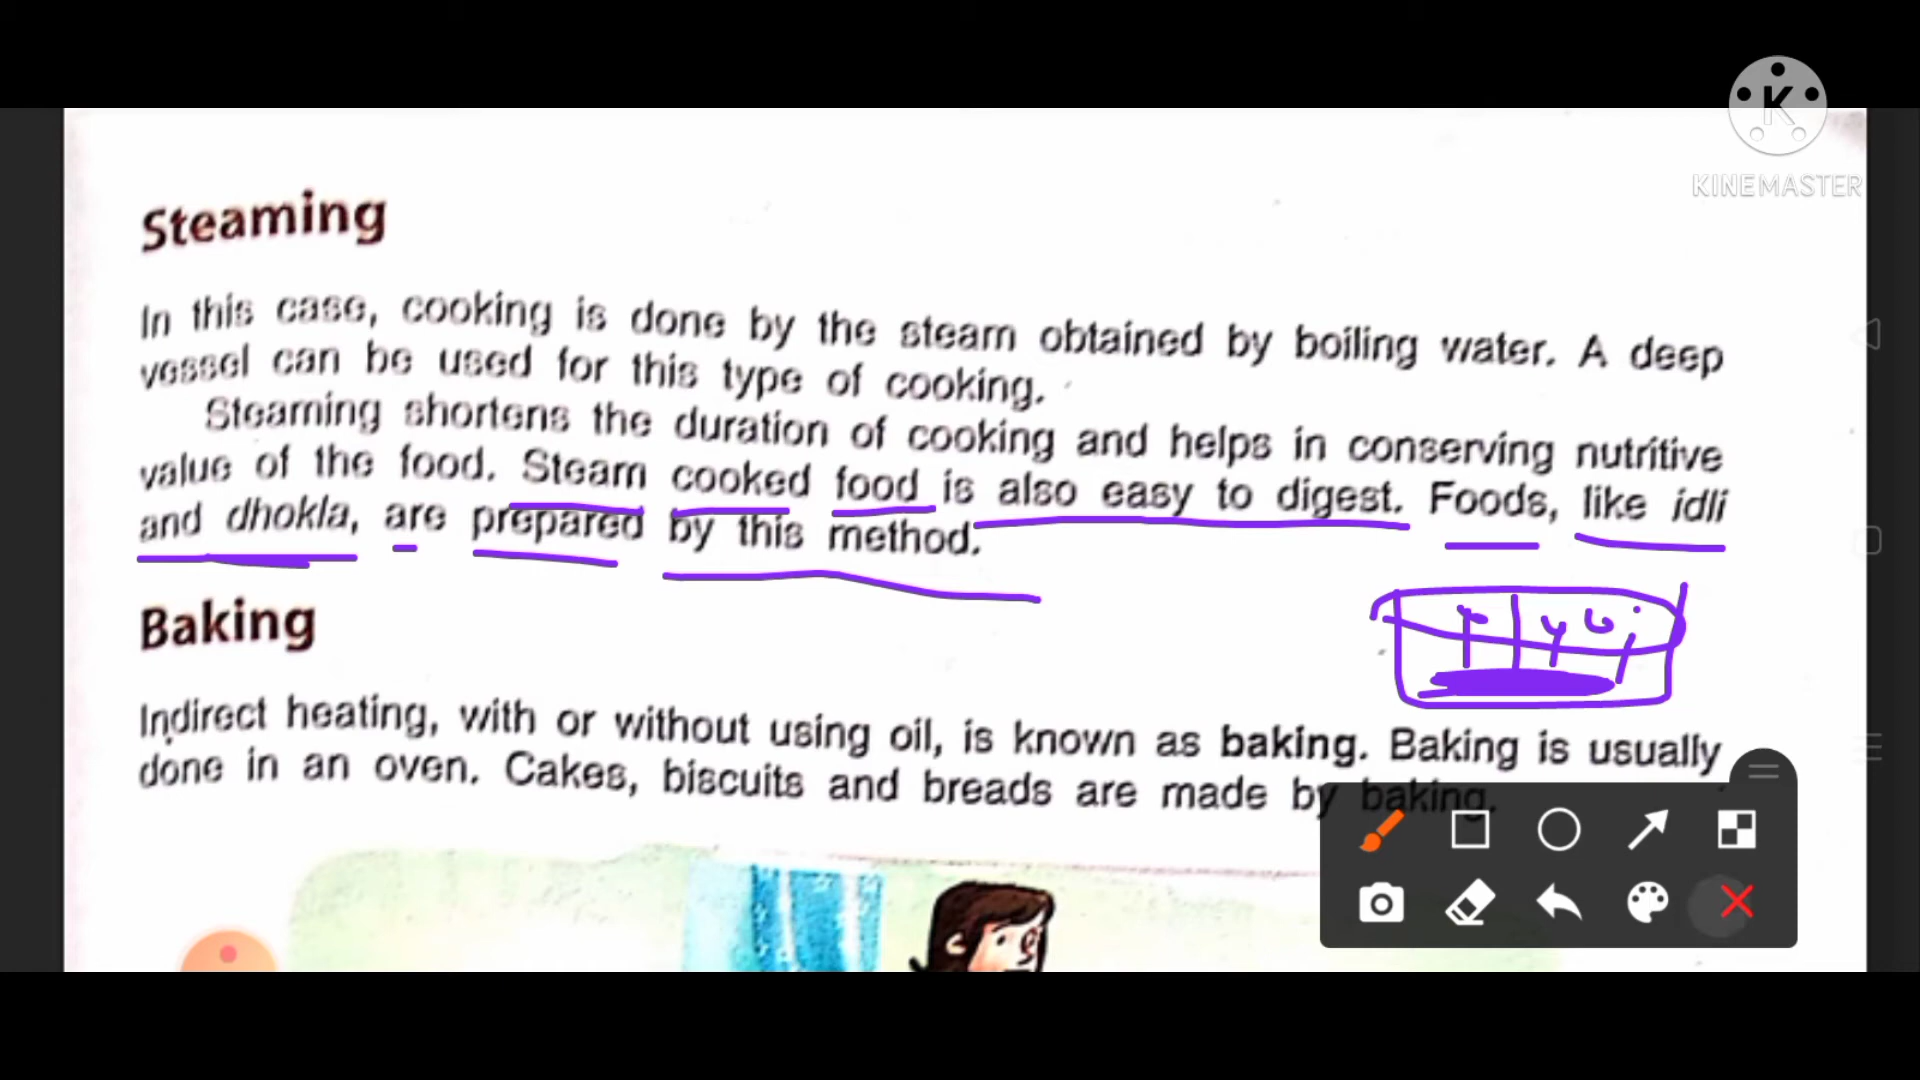 KINEMASTER
Steaming
In this case, cooking is done by the steam obtained by boiling water. A deep
vessel can be used for this type of cooking.
Steaming shortens the duration of cooking and helps in conserving nutritive
value of the food. Steam cooked food is also easy to digest. Foods, like idli
and dhokla, are prepared by this method.
Baking
Indirect heating, with or without using oil, is known as baking. Baking is usually
done in an oven. Cakes, biscuits and breads are made by baking.